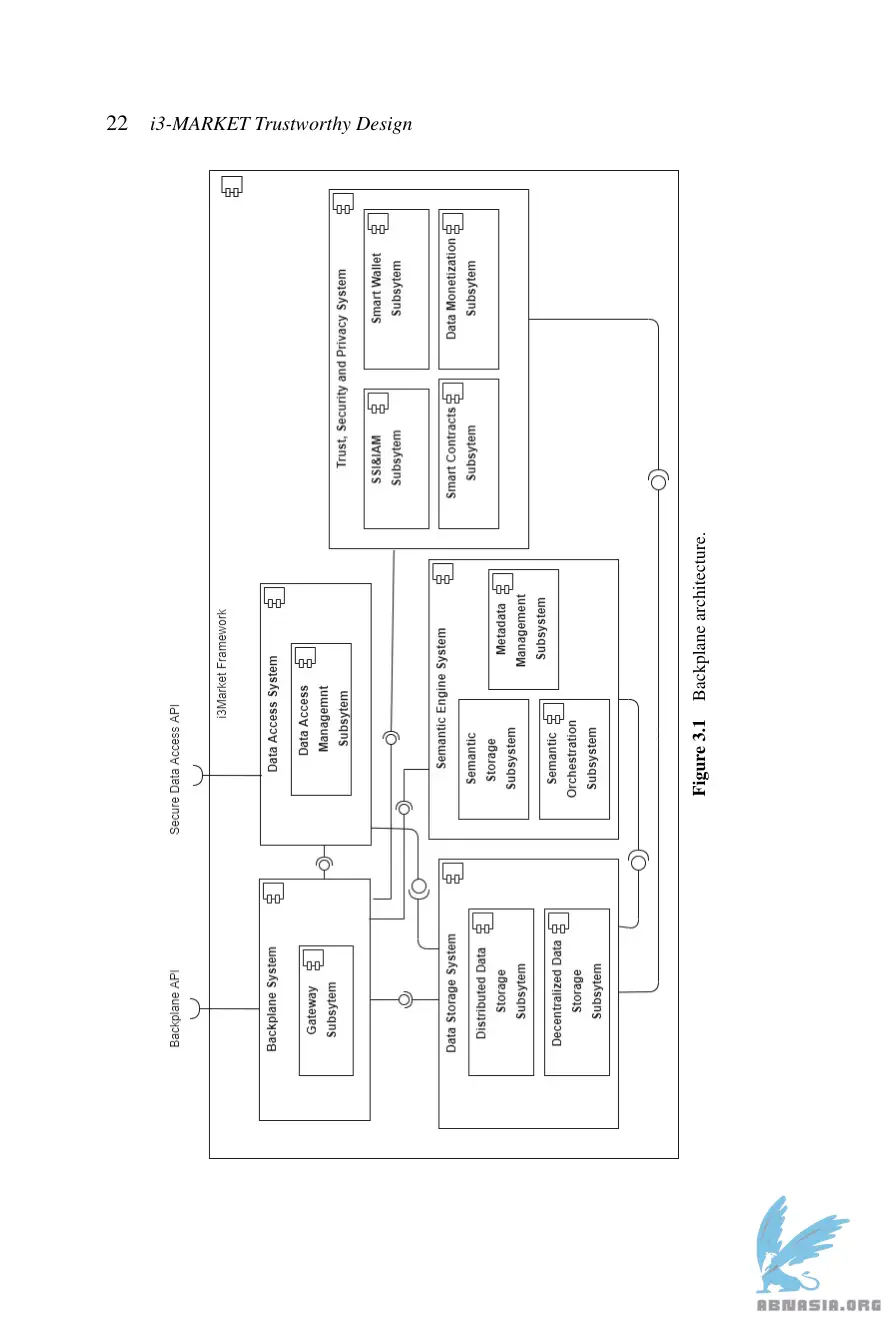 22 i3-MARKET Trustworthy Design
Backplane API
Secure Data Access API
i3Market Framework
Backplane System
Gateway
Subsytem
Data Access System
Data Access
Managemnt
Subsytem
Trust, Security and Privacy System
SSI&IAM
Subsytem
Smart Wallet
Subsytem
Smart Contracts
Subsytem
Data Monetization
Subsytem
Data Storage System
Distributed Data
Storage
Subsytem
Decentralized Data
Storage
Subsytem
Semantic Engine System
Semantic
Storage
Subsystem
Metadata
Management
Subsystem
Semantic
Orchestration
Subsystem
Figure 3.1 Backplane architecture.
ABNASIA.ORG